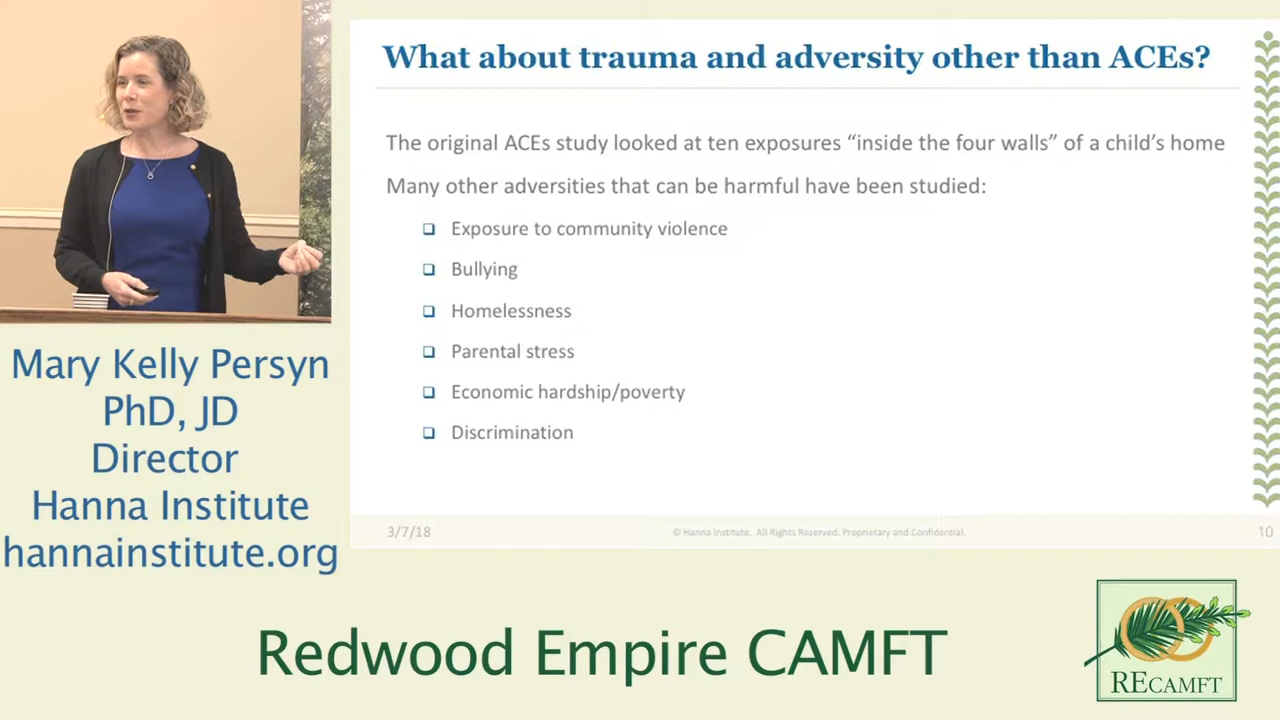 What about trauma and adversity other than ACEs?
The original ACEs study looked at ten exposures “inside the four walls” of a child’s home
Many other adversities that can be harmful have been studied:
❑ Exposure to community violence
❑ Bullying
❑ Homelessness
❑ Parental stress
❑ Economic hardship/poverty
❑ Discrimination
3/7/18
© Hanna Institute. All Rights Reserved. Proprietary and Confidential.
10
Mary Kelly Persyn
PhD, JD
Director
Hanna Institute
hannainstitute.org
Redwood Empire CAMFT
RECAMFT